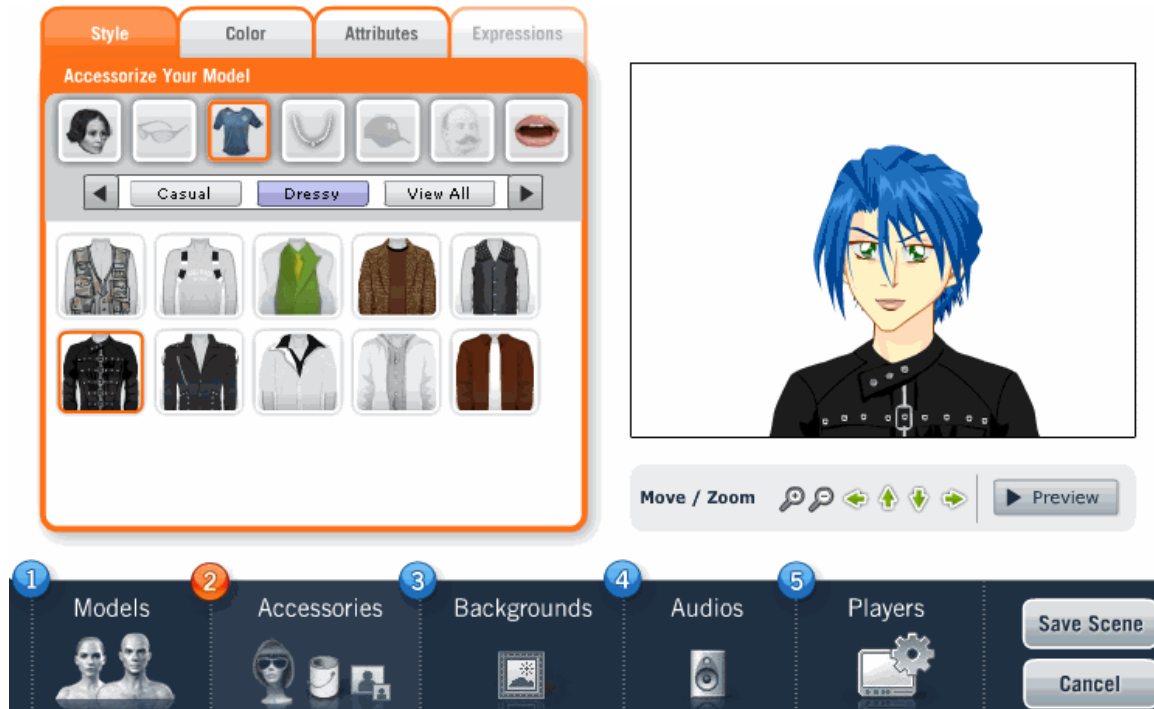 Style
Color
Attributes
Expressions
Accessorize Your Model
Casual
Dressy
View All
Move / Zoom
Preview
1
2
3
4
5
Models
Accessories
Backgrounds
Audios
Players
Save Scene
Cancel